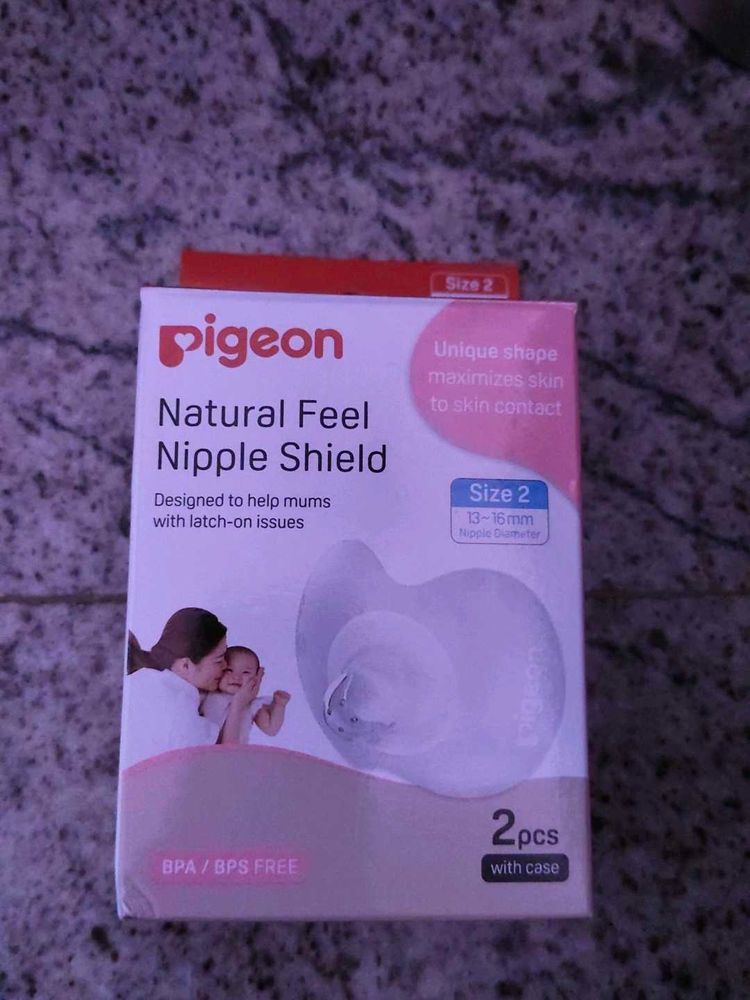 Size 2
pigeon
Unique shape
maximizes skin
to skin contact
Natural Feel
Nipple Shield
Designed to help mums
with latch-on issues
Size 2
13~16mm
Nipple Diameter
pigeon
2pcs
with case
BPA / BPS FREE